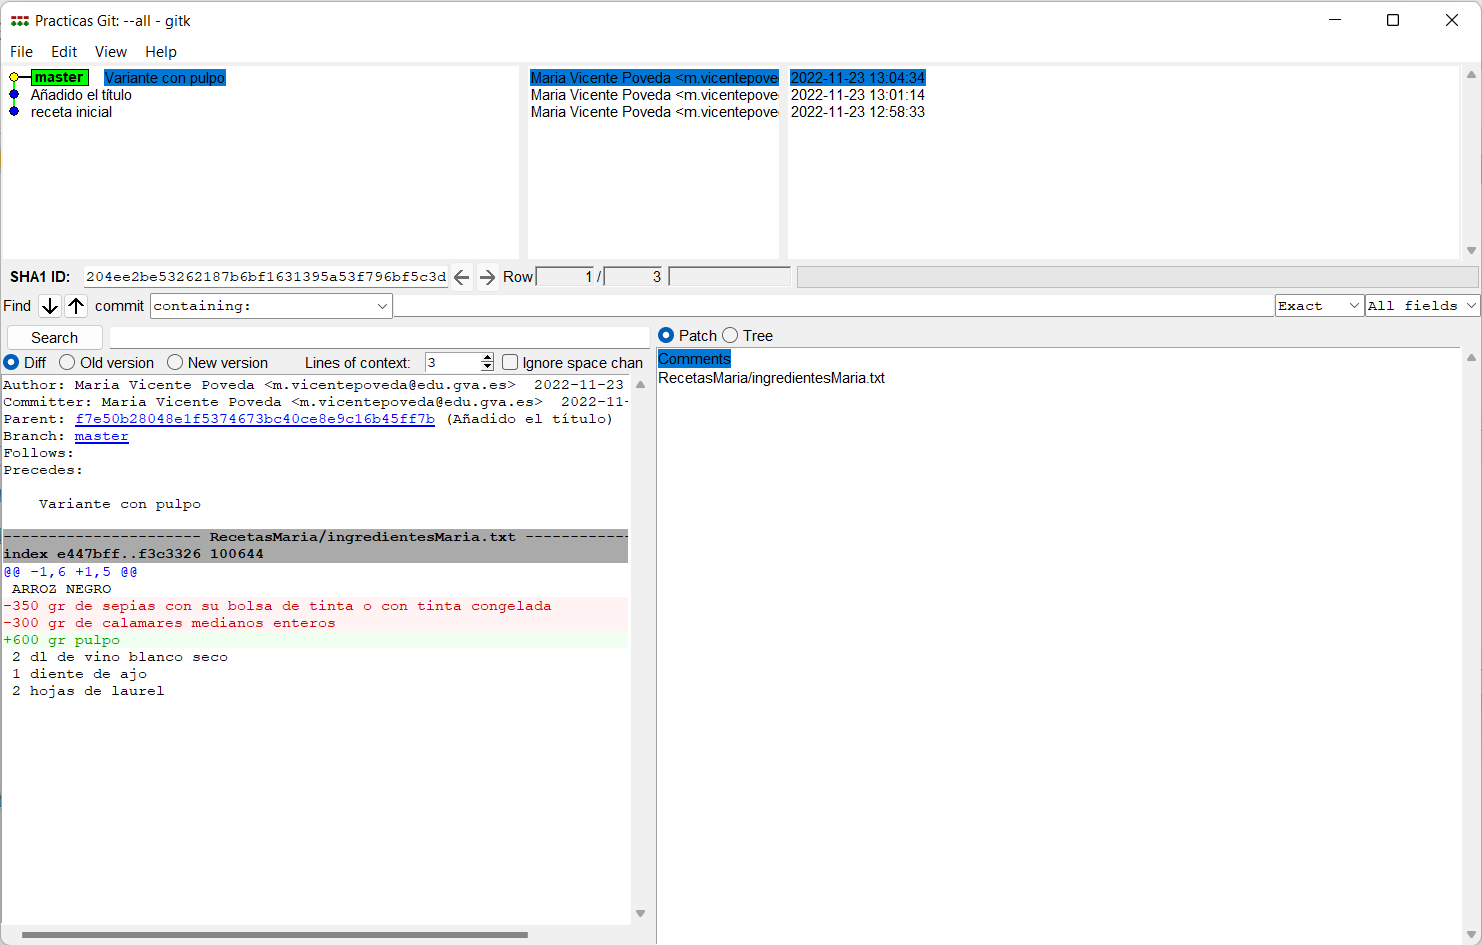 Practicas Git: --all - gitk
File Edit View Help
master Variante con pulpo Maria Vicente Poveda <m.vicentepove 2022-11-23 13:04:34
Añadido el título Maria Vicente Poveda <m.vicentepove 2022-11-23 13:01:14
receta inicial Maria Vicente Poveda <m.vicentepove 2022-11-23 12:58:33
SHA1 ID: 204ee2be53262187b6bf1631395a53f796bf5c3d Row 1 / 3
Find commit containing: Exact All fields
Search
Patch Tree
Diff Old version New version Lines of context: 3 Ignore space chan
Comments
RecetasMaria/ingredientesMaria.txt
Author: Maria Vicente Poveda <m.vicentepoveda@edu.gva.es> 2022-11-23
Committer: Maria Vicente Poveda <m.vicentepoveda@edu.gva.es> 2022-11-
Parent: f7e50b28048e1f5374673bc40ce8e9c16b45ff7b (Añadido el título)
Branch: master
Follows:
Precedes:
Variante con pulpo
---------------------- RecetasMaria/ingredientesMaria.txt ------------
index e447bff..f3c3326 100644
@@ -1,6 +1,5 @@
ARROZ NEGRO
-350 gr de sepias con su bolsa de tinta o con tinta congelada
-300 gr de calamares medianos enteros
+600 gr pulpo
2 dl de vino blanco seco
1 diente de ajo
2 hojas de laurel